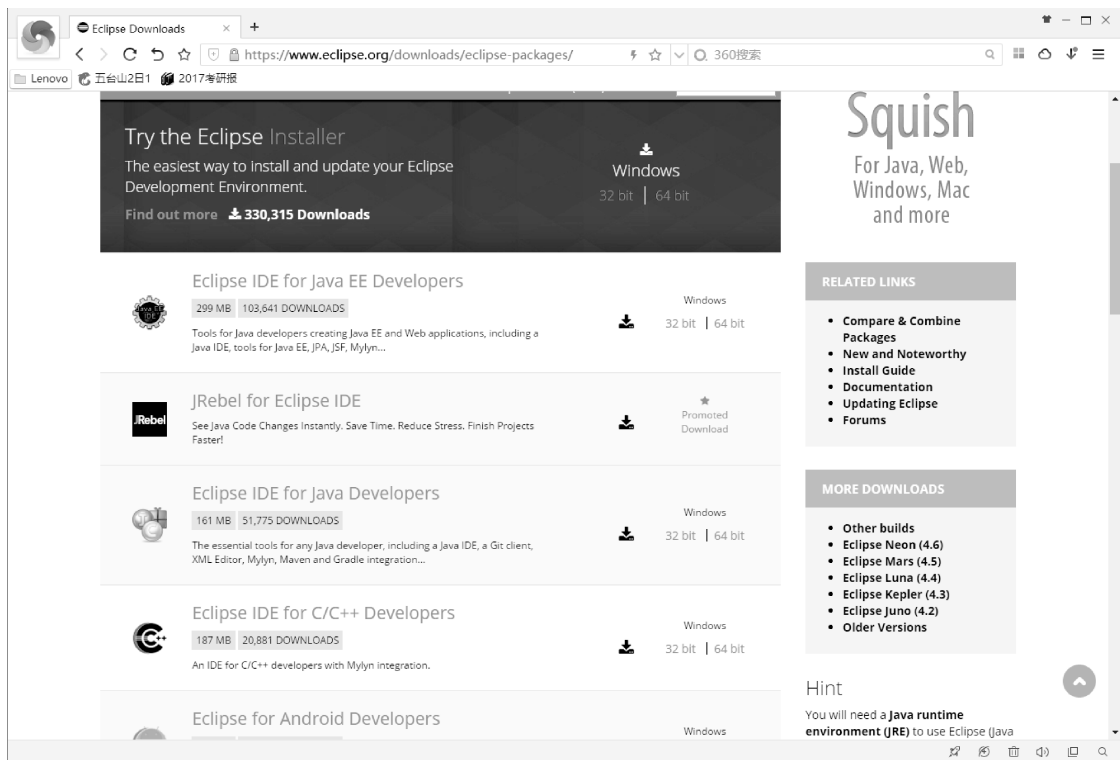 Eclipse Downloads
https://www.eclipse.org/downloads/eclipse-packages/
360搜索
Lenovo
五台山2日1
2017考研报
Try the Eclipse Installer
The easiest way to install and update your Eclipse
Development Environment.
Find out more 330,315 Downloads
Windows
32 bit | 64 bit
Eclipse IDE for Java EE Developers
299 MB 103,641 DOWNLOADS
Tools for Java developers creating Java EE and Web applications, including a
Java IDE, tools for Java EE, JPA, JSF, Mylyn...
Windows
32 bit | 64 bit
Java EE
IDE
JRebel for Eclipse IDE
See Java Code Changes Instantly. Save Time. Reduce Stress. Finish Projects
Faster!
Promoted
Download
JRebel
Eclipse IDE for Java Developers
161 MB 51,775 DOWNLOADS
The essential tools for any Java developer, including a Java IDE, a Git client,
XML Editor, Mylyn, Maven and Gradle integration...
Windows
32 bit | 64 bit
Eclipse IDE for C/C++ Developers
187 MB 20,881 DOWNLOADS
An IDE for C/C++ developers with Mylyn integration.
Windows
32 bit | 64 bit
C++
Eclipse for Android Developers
Windows
Squish
For Java, Web,
Windows, Mac
and more
RELATED LINKS
Compare & Combine
Packages
New and Noteworthy
Install Guide
Documentation
Updating Eclipse
Forums
MORE DOWNLOADS
Other builds
Eclipse Neon (4.6)
Eclipse Mars (4.5)
Eclipse Luna (4.4)
Eclipse Kepler (4.3)
Eclipse Juno (4.2)
Older Versions
Hint
You will need a Java runtime
environment (JRE) to use Eclipse (Java